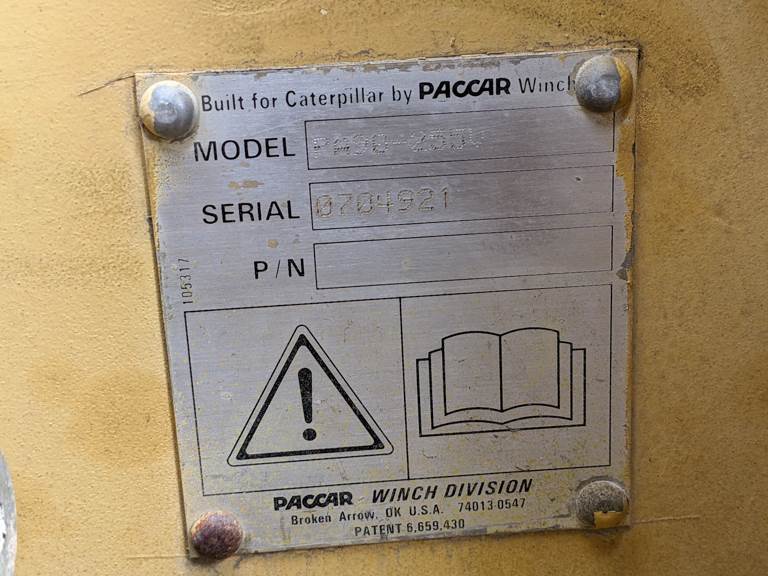 Built for Caterpillar by PACCAR Winch
MODEL
SERIAL 0704921
P/N
105317
PACCAR WINCH DIVISION
Broken Arrow, OK U.S.A. 74013-0547
PATENT 6,659,430